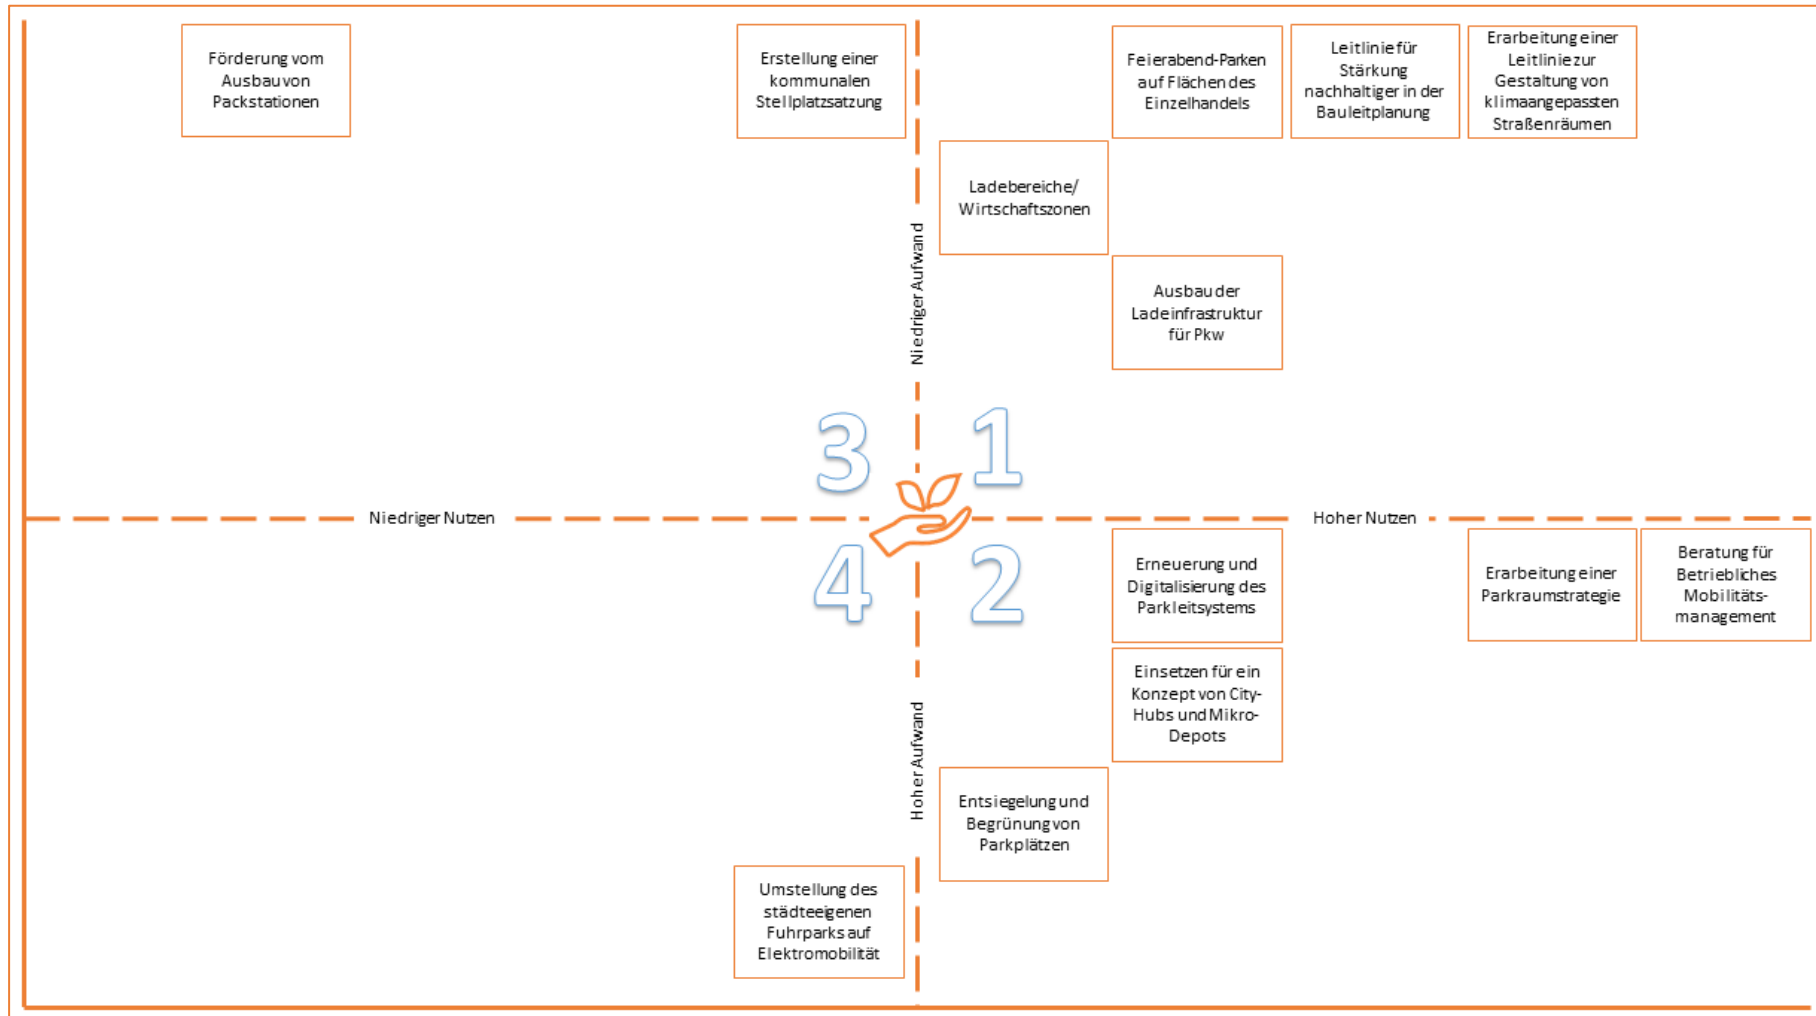 Förderung vom
Ausbau von
Packstationen
Erstellung einer
kommunalen
Stellplatzsatzung
Feierabend-Parken
auf Flächen des
Einzelhandels
Leitlinie für
Stärkung
nachhaltiger in der
Bauleitplanung
Erarbeitung einer
Leitlinie zur
Gestaltung von
klimaangepassten
Straßenräumen
Ladebereiche/
Wirtschaftszonen
Niedriger Aufwand
Ausbau der
Ladeinfrastruktur
für Pkw
3
1
Niedriger Nutzen
Hoher Nutzen
4
2
Erneuerung und
Digitalisierung des
Parkleitsystems
Erarbeitung einer
Parkraumstrategie
Beratung für
Betriebliches
Mobilitäts-
management
Einsetzen für ein
Konzept von City-
Hubs und Mikro-
Depots
Hoher Aufwand
Entsiegelung und
Begrünung von
Parkplätzen
Umstellung des
städteeigenen
Fuhrparks auf
Elektromobilität